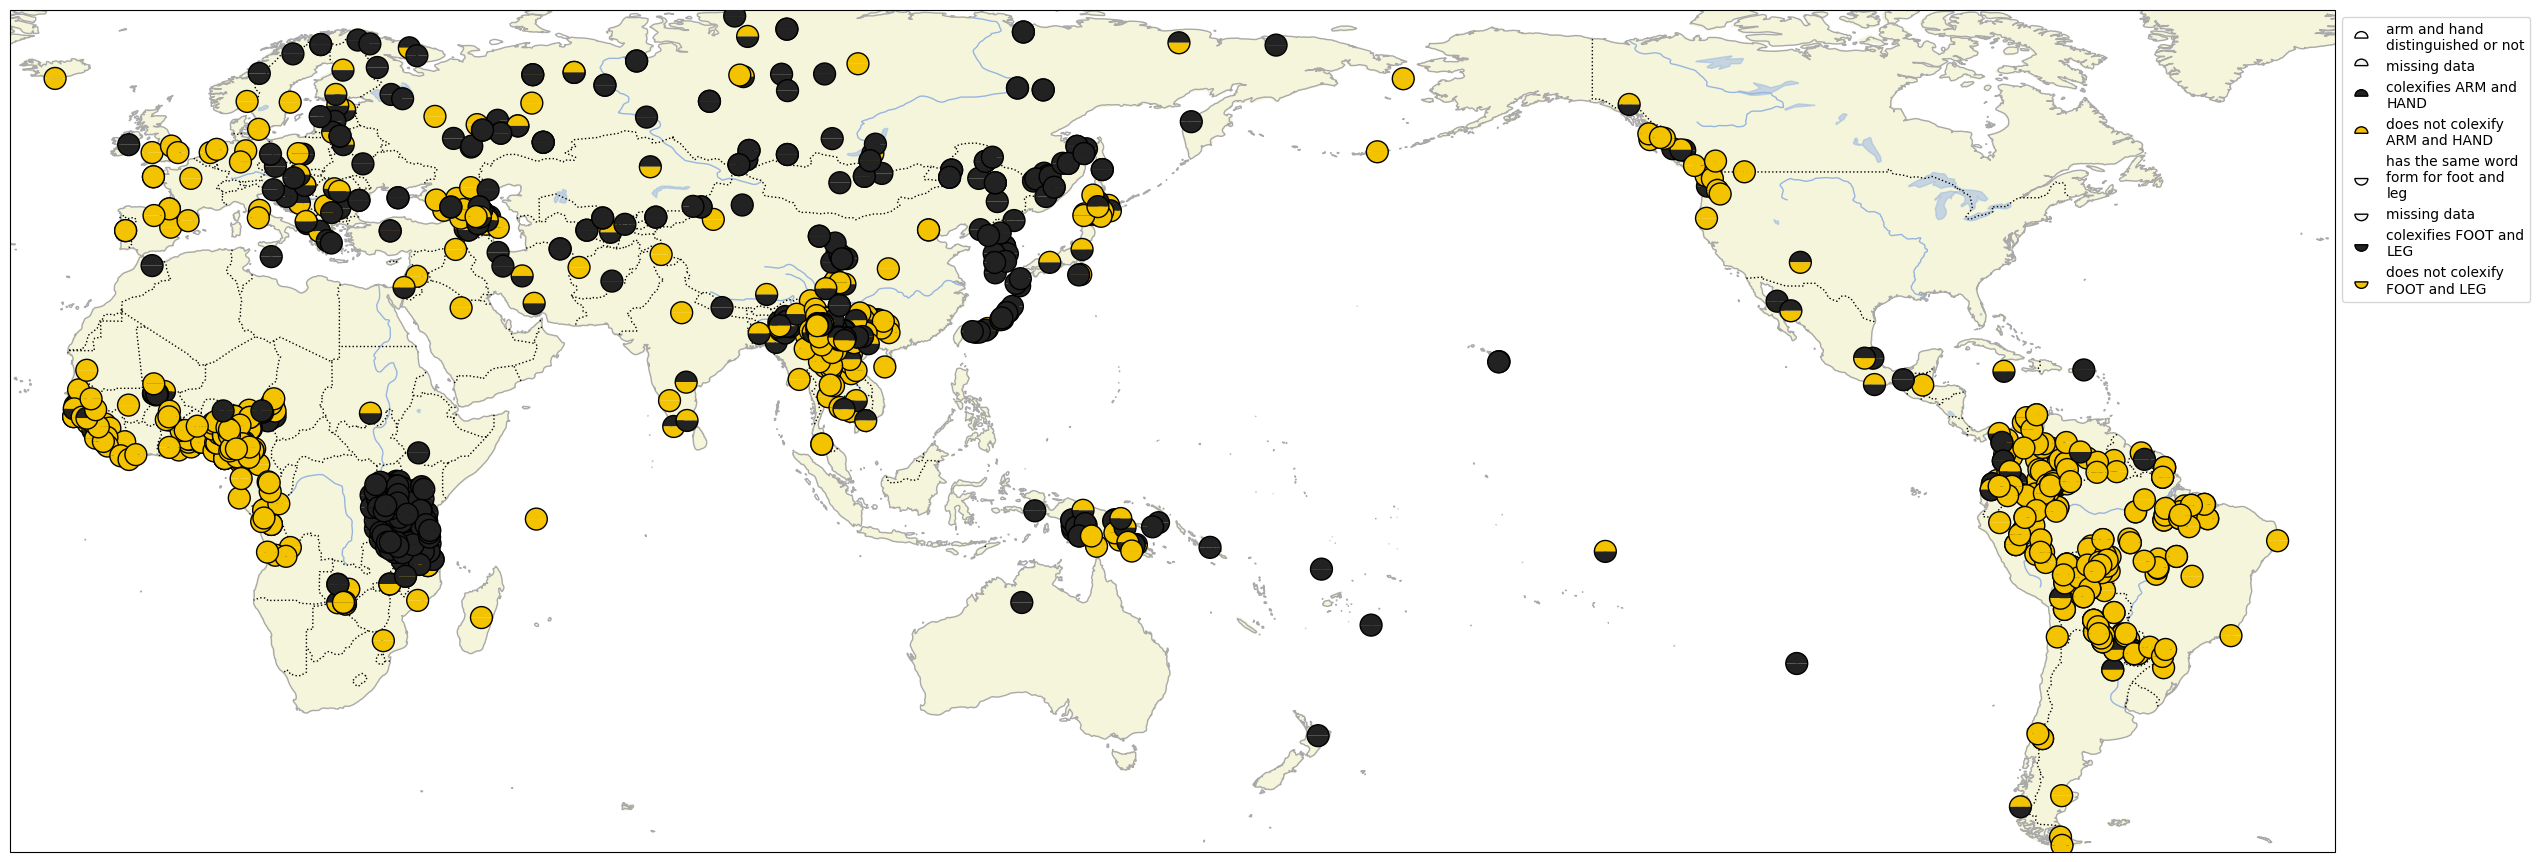 arm and hand
distinguished or not
missing data
colexifies ARM and
HAND
does not colexify
ARM and HAND
has the same word
form for foot and
leg
missing data
colexifies FOOT and
LEG
does not colexify
FOOT and LEG